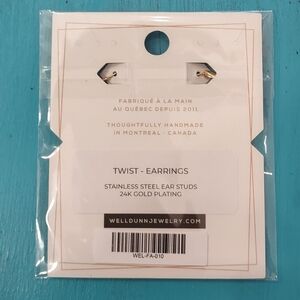 FABRIQUÉ À LA MAIN
AU QUÉBEC DEPUIS 2011
THOUGHTFULLY HANDMADE
IN MONTREAL - CANADA
TWIST - EARRINGS
STAINLESS STEEL EAR STUDS
24K GOLD PLATING
WELLDUNNJEWELRY.COM
WEL-FA-010